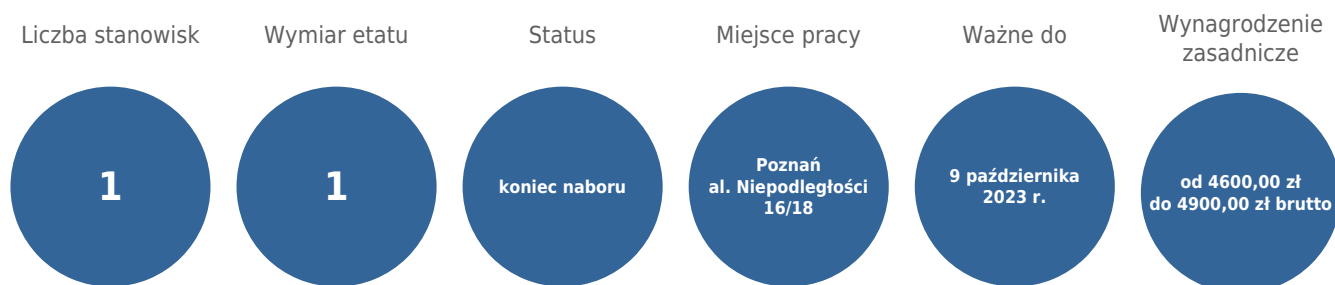 Liczba stanowisk
Wymiar etatu
Status
Miejsce pracy
Ważne do
Wynagrodzenie
zasadnicze
1
1
koniec naboru
Poznań
al. Niepodległości
16/18
9 października
2023 r.
od 4600,00 zł
do 4900,00 zł brutto